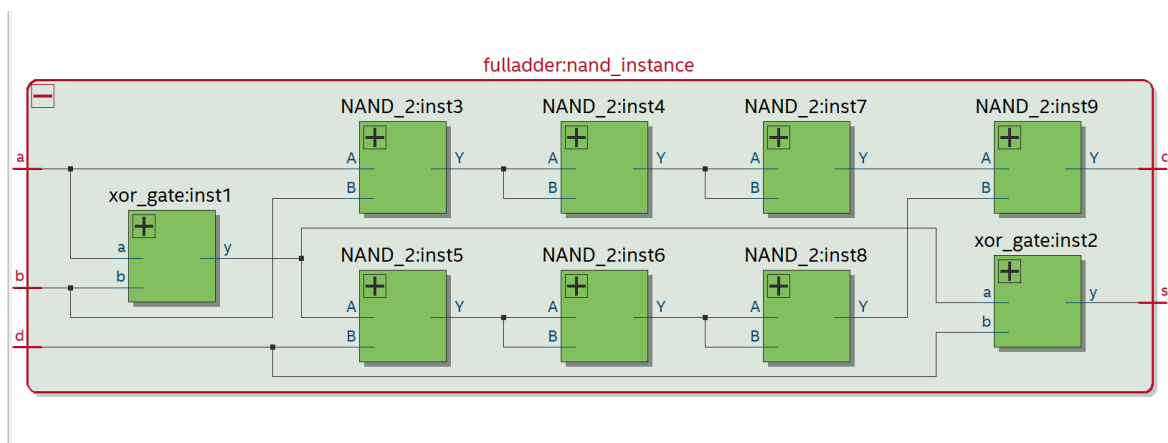 fulladder:nand_instance
NAND_2:inst3 NAND_2:inst4 NAND_2:inst7 NAND_2:inst9
a A Y A Y A Y A Y c
B B B B
xor_gate:inst1
a y
b b
NAND_2:inst5 NAND_2:inst6 NAND_2:inst8 xor_gate:inst2
a y s
A Y A Y A Y
b
d B B B